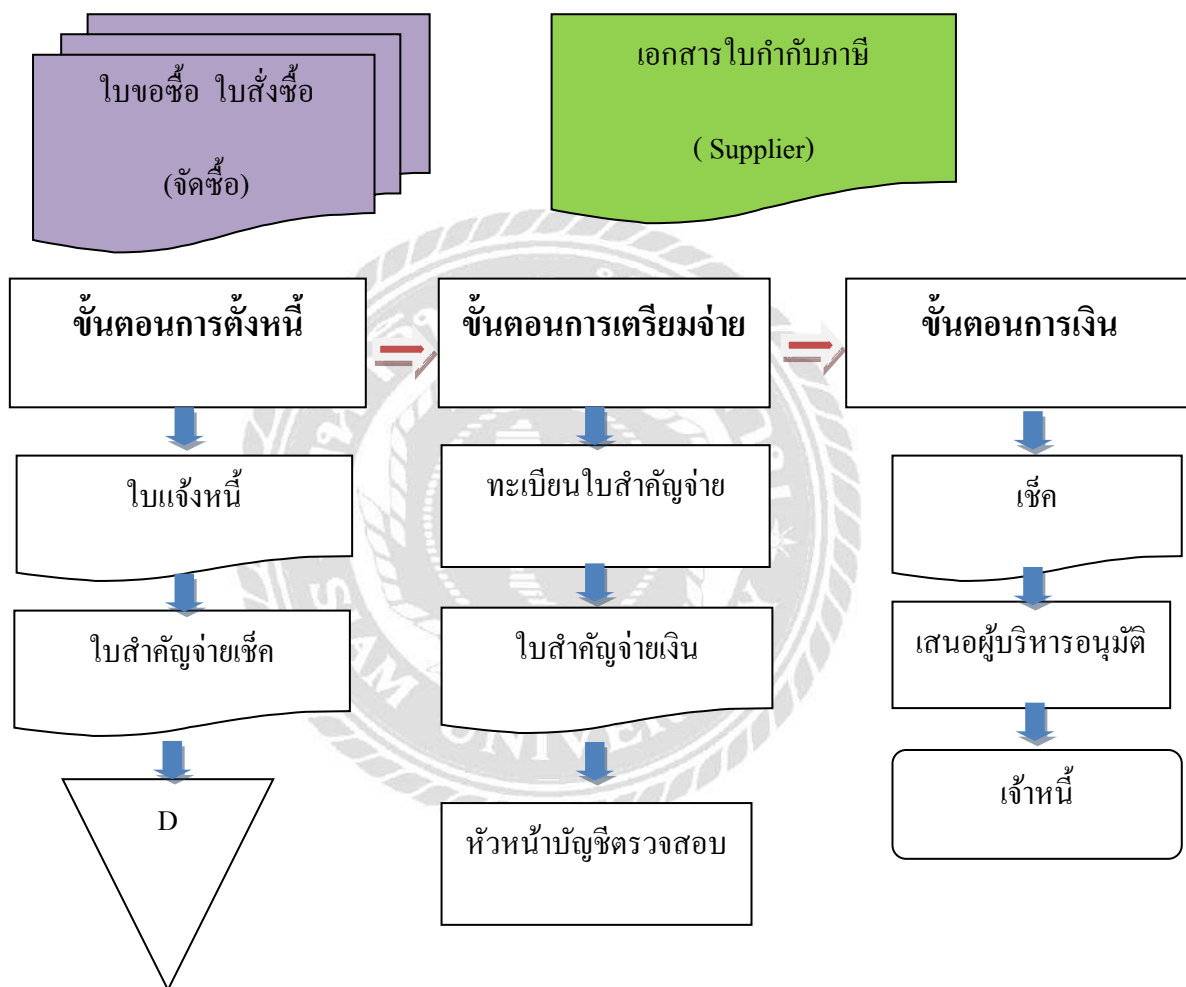 ใบขอซื้อ ใบสั่งซื้อ
(จัดซื้อ)
เอกสารใบกำกับภาษี
( Supplier)
ขั้นตอนการตั้งหนี้
ขั้นตอนการเตรียมจ่าย
ขั้นตอนการเงิน
ใบแจ้งหนี้
ทะเบียนใบสำคัญจ่าย
เช็ค
ใบสำคัญจ่ายเช็ค
ใบสำคัญจ่ายเงิน
เสนอผู้บริหารอนุมัติ
D
หัวหน้าบัญชีตรวจสอบ
เจ้าหนี้